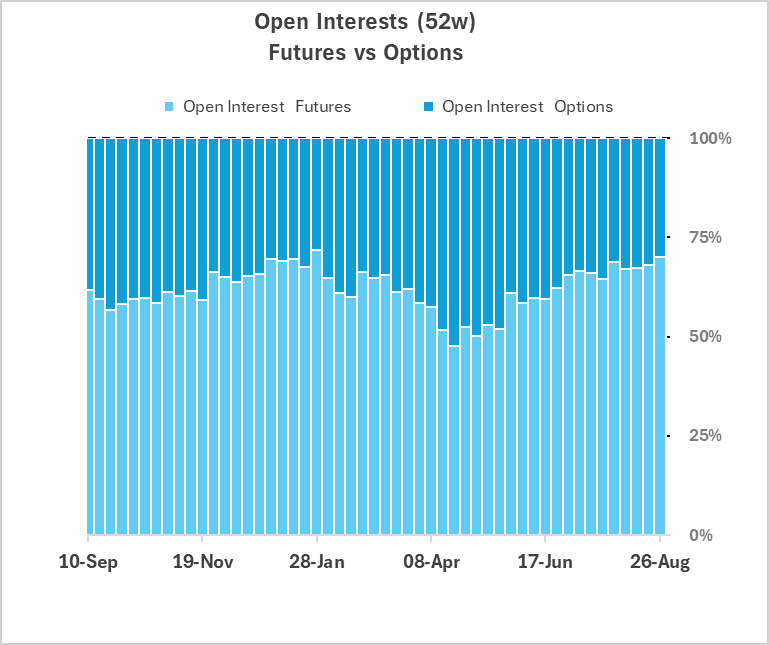 Open Interests (52w)
Futures vs Options
Open Interest Futures Open Interest Options
100%
75%
50%
25%
0%
10-Sep 19-Nov 28-Jan 08-Apr 17-Jun 26-Aug